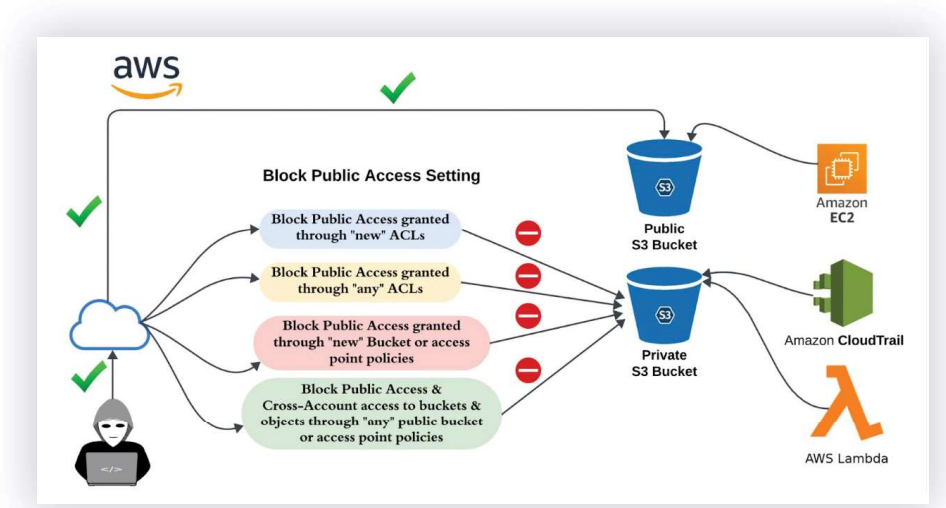 aws
Block Public Access Setting
Block Public Access granted
through "new" ACLs
Block Public Access granted
through "any" ACLs
Block Public Access granted
through "new" Bucket or access
point policies
Block Public Access &
Cross-Account access to buckets &
objects through "any" public bucket
or access point policies
S3
Public
S3 Bucket
S3
Private
S3 Bucket
Amazon
EC2
Amazon CloudTrail
AWS Lambda
</>